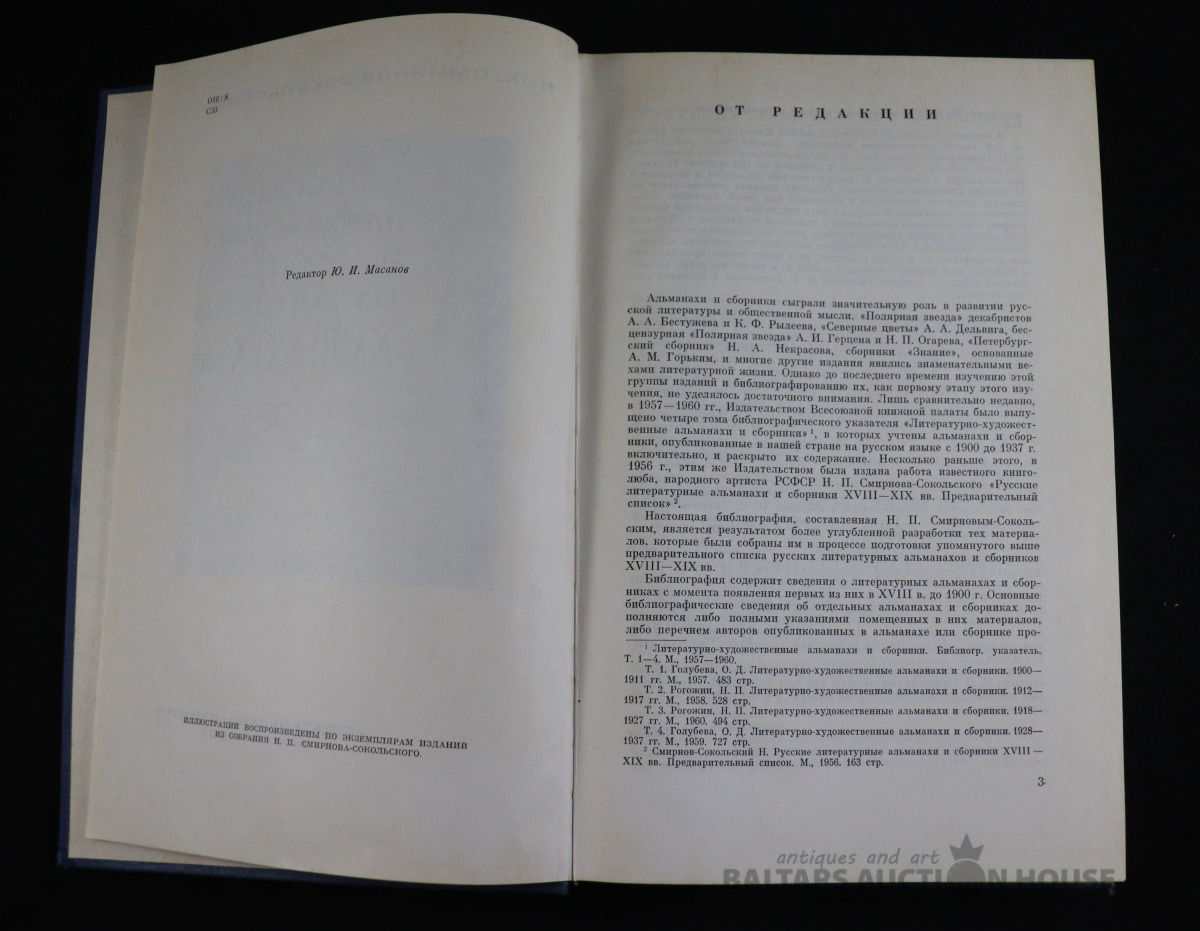 016 : 8
С50
Редактор Ю. И. Масанов
ИЛЛЮСТРАЦИИ ВОСПРОИЗВЕДЕНЫ ПО ЭКЗЕМПЛЯРАМ ИЗДАНИЙ
ИЗ СОБРАНИЯ Н. П. СМИРНОВА-СОКОЛЬСКОГО.
ОТ РЕДАКЦИИ
Альманахи и сборники сыграли значительную роль в развитии рус-
ской литературы и общественной мысли. «Полярная звезда» декабристов
А. А. Бестужева и К. Ф. Рылеева, «Северные цветы» А. А. Дельвига, бес-
цензурная «Полярная звезда» А. И. Герцена и Н. П. Огарева, «Петербург-
ский сборник» Н. А. Некрасова, сборники «Знание», основанные
А. М. Горьким, и многие другие издания явились знаменательными ве-
хами литературной жизни. Однако до последнего времени изучению этой
группы изданий и библиографированию их, как первому этапу этого изу-
чения, не уделялось достаточного внимания. Лишь сравнительно недавно,
в 1957—1960 гг., Издательством Всесоюзной книжной палаты было выпу-
щено четыре тома библиографического указателя «Литературно-художест-
венные альманахи и сборники»¹, в которых учтены альманахи и сбор-
ники, опубликованные в нашей стране на русском языке с 1900 до 1937 г.
включительно, и раскрыто их содержание. Несколько раньше этого, в
1956 г., этим же Издательством была издана работа известного книго-
люба, народного артиста РСФСР Н. П. Смирнова-Сокольского «Русские
литературные альманахи и сборники XVIII—XIX вв. Предварительный
список»².
Настоящая библиография, составленная Н. П. Смирновым-Соколь-
ским, является результатом более углубленной разработки тех материа-
лов, которые были собраны им в процессе подготовки упомянутого выше
предварительного списка русских литературных альманахов и сборников
XVIII—XIX вв.
Библиография содержит сведения о литературных альманахах и сбор-
никах с момента появления первых из них в XVIII в. до 1900 г. Основные
библиографические сведения об отдельных альманахах и сборниках до-
полняются либо полными указаниями помещенных в них материалов,
либо перечнем авторов опубликованных в альманахе или сборнике про-
¹ Литературно-художественные альманахи и сборники. Библиогр. указатель.
Т. 1—4. М., 1957—1960.
Т. 1. Голубева, О. Д. Литературно-художественные альманахи и сборники. 1900—
1911 гг. М., 1957. 483 стр.
Т. 2. Рогожин, Н. П. Литературно-художественные альманахи и сборники. 1912—
1917 гг. М., 1958. 528 стр.
Т. 3. Рогожин, Н. П. Литературно-художественные альманахи и сборники. 1918—
1927 гг. М., 1960. 494 стр.
Т. 4. Голубева, О. Д. Литературно-художественные альманахи и сборники. 1928—
1937 гг. М., 1959. 727 стр.
² Смирнов-Сокольский Н. Русские литературные альманахи и сборники XVIII—
XIX вв. Предварительный список. М., 1956. 163 стр.
3
antiques and art
BALTARS AUCTION HOUSE